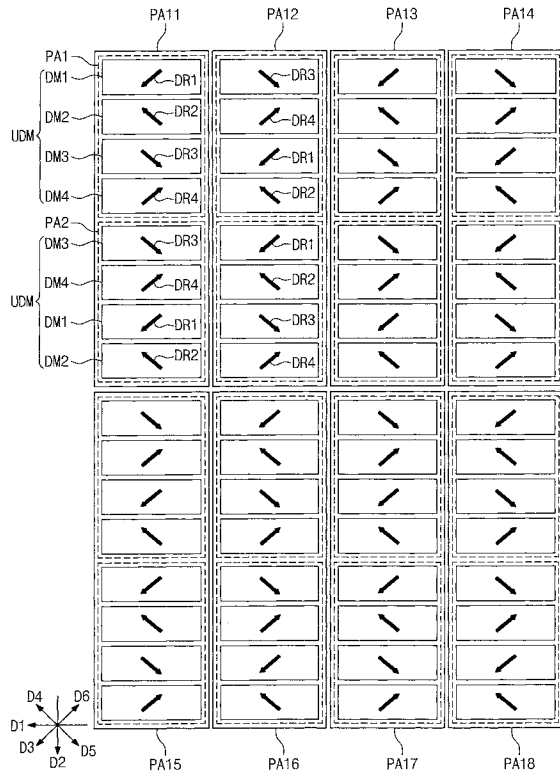 PA11 PA12 PA13 PA14
PA1
DM1 DR1 DR3
DM2 DR2 DR4
UDM
DM3 DR3 DR1
DM4 DR4 DR2
PA2
DM3 DR3 DR1
DM4 DR4 DR2
UDM
DM1 DR1 DR3
DM2 DR2 DR4
D4 D6
D1
D3 D5
D2
PA15 PA16 PA17 PA18